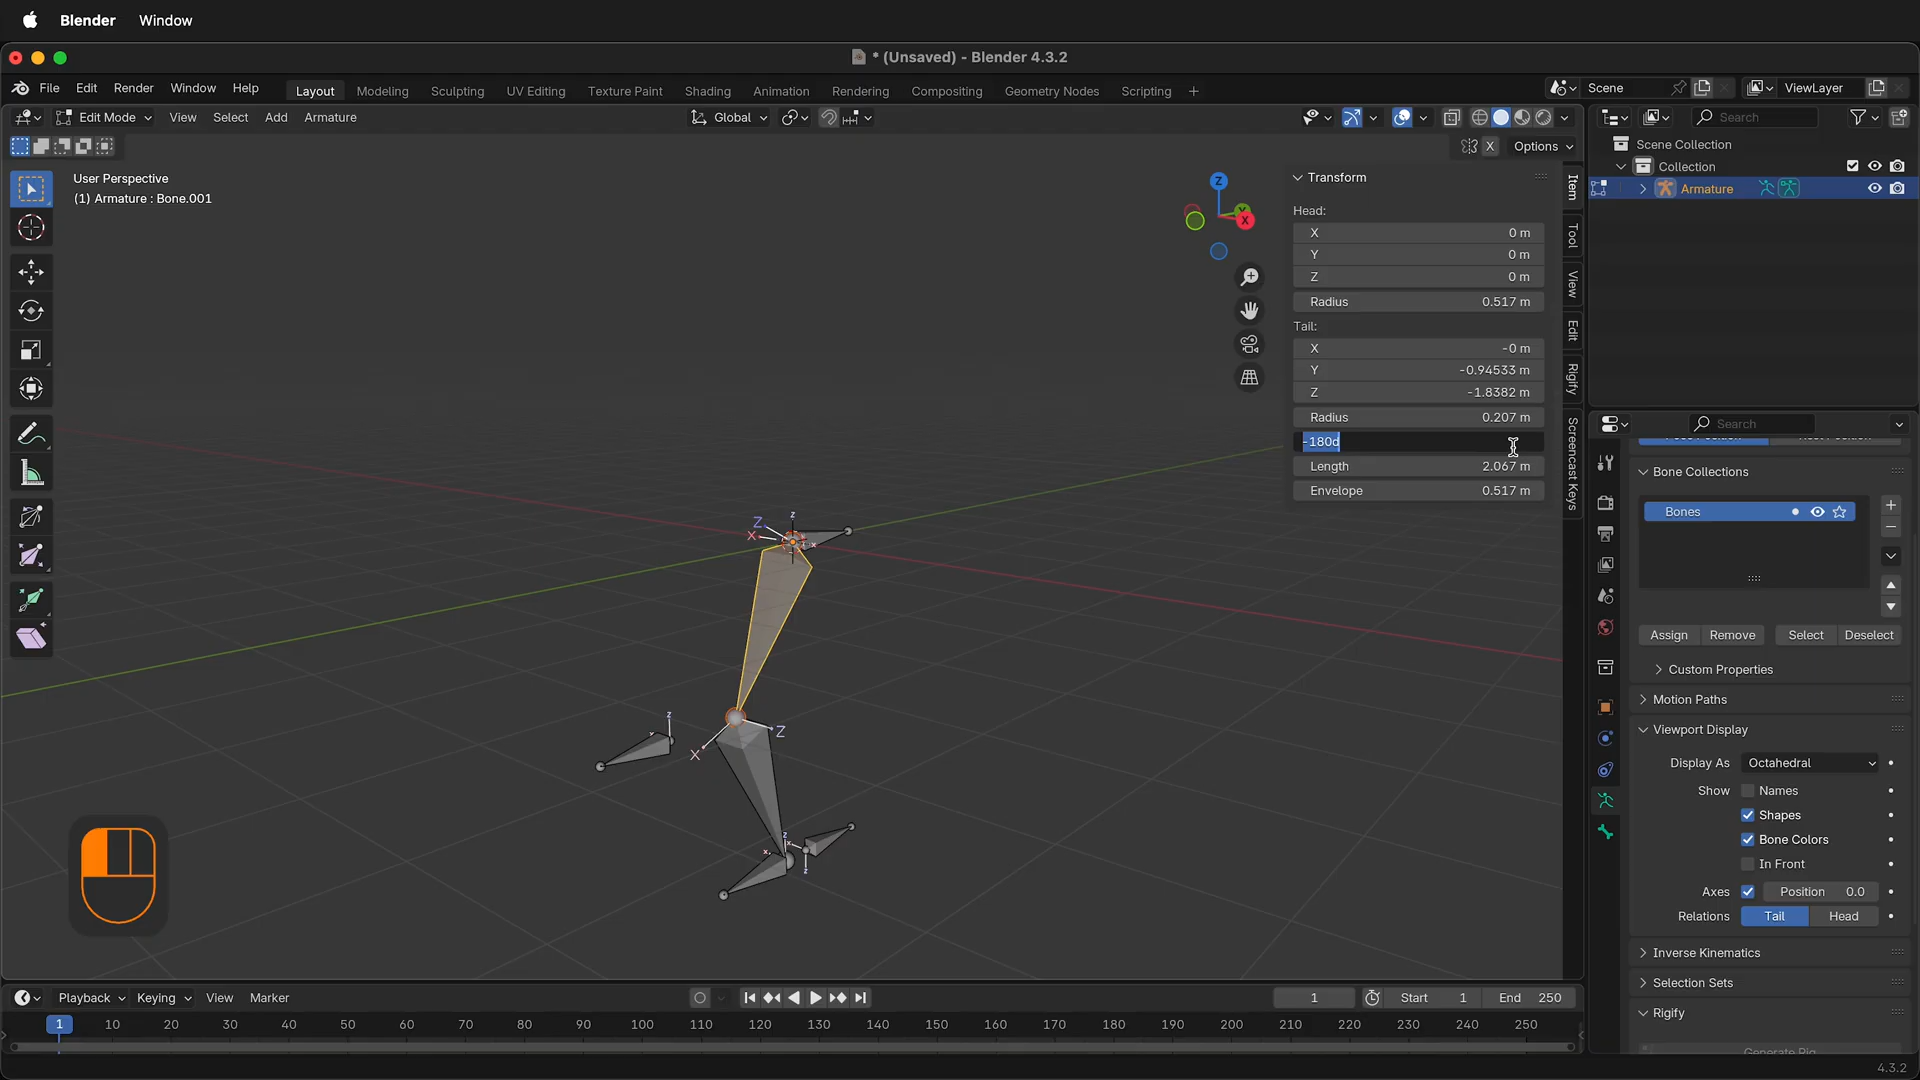 Blender Window
* (Unsaved) - Blender 4.3.2
File Edit Render Window Help Layout Modeling Sculpting UV Editing Texture Paint Shading Animation Rendering Compositing Geometry Nodes Scripting + Scene ViewLayer
Edit Mode View Select Add Armature Global Search
X Options
User Perspective
(1) Armature : Bone.001
Z
X
Transform
Head:
X 0 m
Y 0 m
Z 0 m
Radius 0.517 m
Tail:
X -0 m
Y -0.94533 m
Z -1.8382 m
Radius 0.207 m
-180d
Length 2.067 m
Envelope 0.517 m
Item
Tool
View
Edit
Rigify
Screencast Keys
Scene Collection
Collection
Armature
Search
Bone Collections
Bones
Assign Remove Select Deselect
Custom Properties
Motion Paths
Viewport Display
Display As Octahedral
Show Names
Shapes
Bone Colors
In Front
Axes Position 0.0
Relations Tail Head
Inverse Kinematics
Selection Sets
Rigify
Generate Rig
Z
X
z
x
Z
X
z
z
x
x
z
Playback Keying View Marker 1 Start 1 End 250
1 10 20 30 40 50 60 70 80 90 100 110 120 130 140 150 160 170 180 190 200 210 220 230 240 250
4.3.2